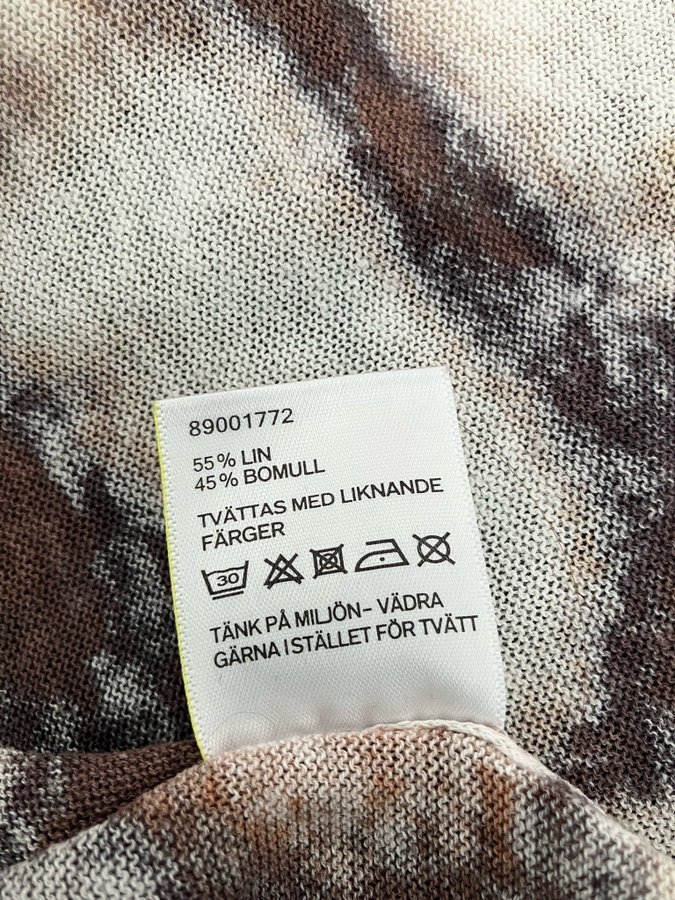 89001772
55% LIN
45% BOMULL
TVÄTTAS MED LIKNANDE
FÄRGER
30
TÄNK PÅ MILJÖN- VÄDRA
GÄRNA I STÄLLET FÖR TVÄTT